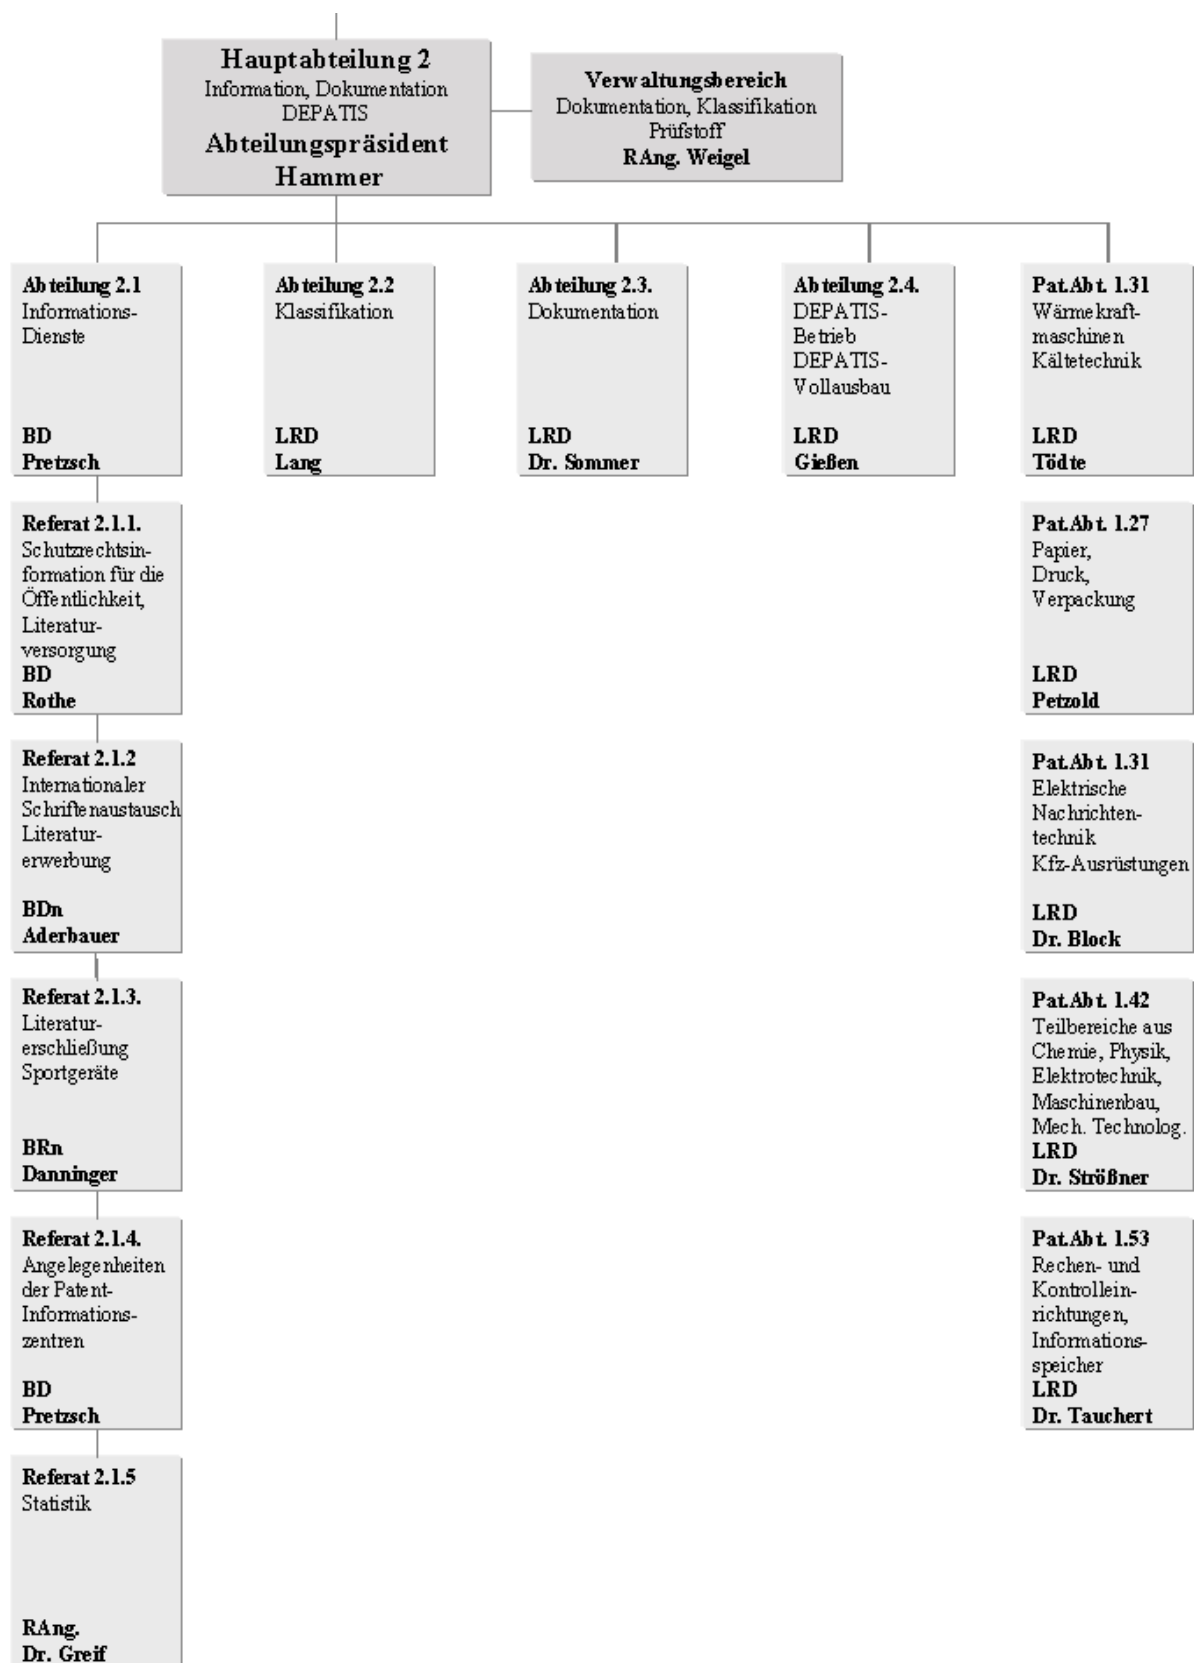 Hauptabteilung 2
Information, Dokumentation
DEPATIS
Abteilungspräsident
Hammer
Verwaltungsbereich
Dokumentation, Klassifikation
Prüfstoff
RAng. Weigel
Abteilung 2.1
Informations-
Dienste
BD
Pretzsch
Abteilung 2.2
Klassifikation
LRD
Lang
Abteilung 2.3.
Dokumentation
LRD
Dr. Sommer
Abteilung 2.4.
DEPATIS-
Betrieb
DEPATIS-
Vollausbau
LRD
Gießen
Pat.Abt. 1.31
Wärmekraft-
maschinen
Kältetechnik
LRD
Tödte
Referat 2.1.1.
Schutzrechtsin-
formation für die
Öffentlichkeit,
Literatur-
versorgung
BD
Rothe
Pat.Abt. 1.27
Papier,
Druck,
Verpackung
LRD
Petzold
Referat 2.1.2
Internationaler
Schriftenaustausch
Literatur-
erwerbung
BDn
Aderbauer
Pat.Abt. 1.31
Elektrische
Nachrichten-
technik
Kfz-Ausrüstungen
LRD
Dr. Block
Referat 2.1.3.
Literatur-
erschließung
Sportgeräte
BRn
Danninger
Pat.Abt. 1.42
Teilbereiche aus
Chemie, Physik,
Elektrotechnik,
Maschinenbau,
Mech. Technolog.
LRD
Dr. Strößner
Referat 2.1.4.
Angelegenheiten
der Patent-
Informations-
zentren
BD
Pretzsch
Pat.Abt. 1.53
Rechen- und
Kontrollein-
richtungen,
Informations-
speicher
LRD
Dr. Tauchert
Referat 2.1.5
Statistik
RAng.
Dr. Greif